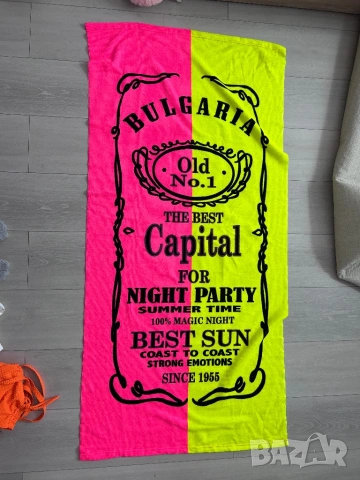 BULGARIA
Old
No.1
THE BEST
Capital
FOR
NIGHT PARTY
SUMMER TIME
100% MAGIC NIGHT
BEST SUN
COAST TO COAST
STRONG EMOTIONS
SINCE 1955
BAZAR